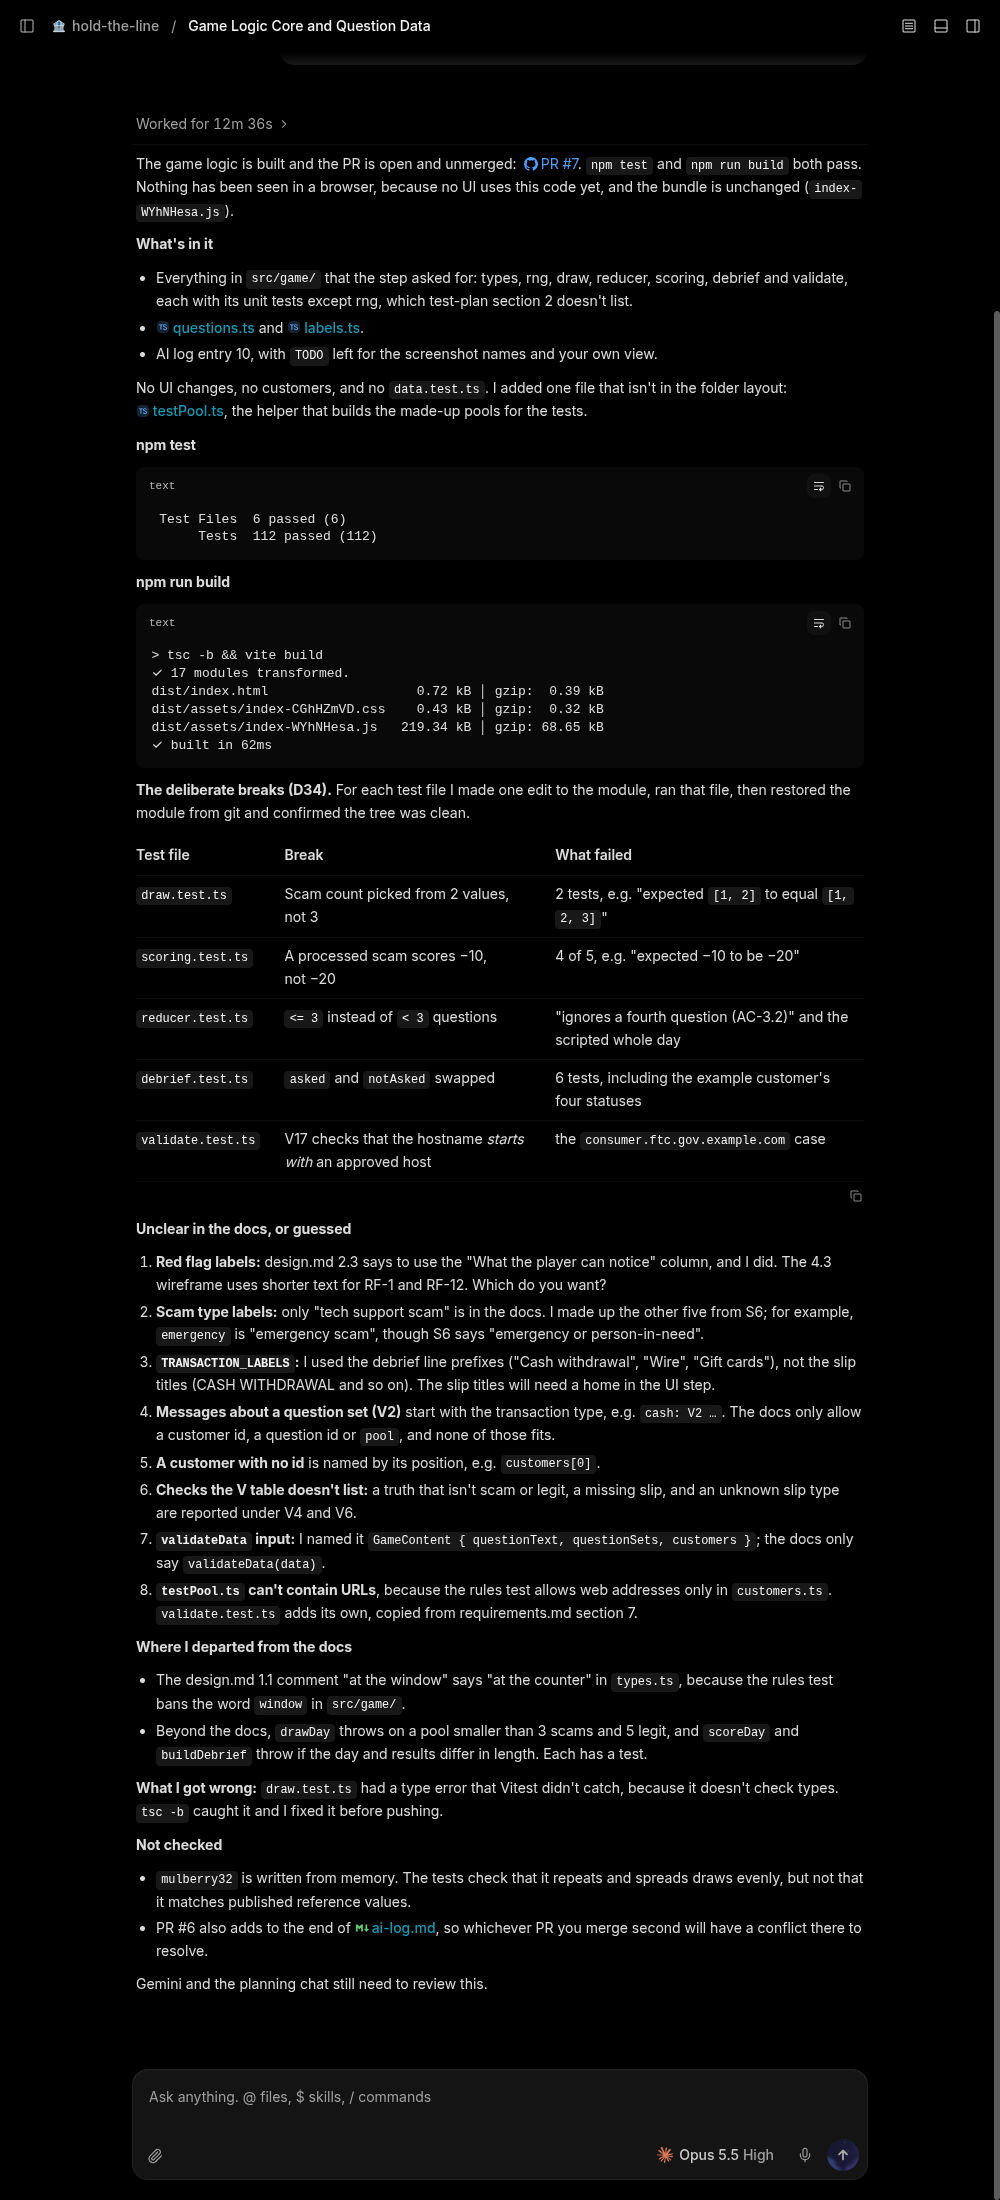 hold-the-line / Game Logic Core and Question Data
Worked for 12m 36s
The game logic is built and the PR is open and unmerged: PR #7. npm test and npm run build both pass.
Nothing has been seen in a browser, because no UI uses this code yet, and the bundle is unchanged (index-
WYhNHesa.js).
What's in it
• Everything in src/game/ that the step asked for: types, rng, draw, reducer, scoring, debrief and validate,
each with its unit tests except rng, which test-plan section 2 doesn't list.
• TS questions.ts and TS labels.ts.
• AI log entry 10, with TODO left for the screenshot names and your own view.
No UI changes, no customers, and no data.test.ts. I added one file that isn't in the folder layout:
TS testPool.ts, the helper that builds the made-up pools for the tests.
npm test
text
Test Files  6 passed (6)
Tests  112 passed (112)
npm run build
text
> tsc -b && vite build
✓ 17 modules transformed.
dist/index.html                   0.72 kB │ gzip:  0.39 kB
dist/assets/index-CGhHZmVD.css    0.43 kB │ gzip:  0.32 kB
dist/assets/index-WYhNHesa.js   219.34 kB │ gzip: 68.65 kB
✓ built in 62ms
The deliberate breaks (D34). For each test file I made one edit to the module, ran that file, then restored the
module from git and confirmed the tree was clean.
Test file Break What failed
draw.test.ts Scam count picked from 2 values, 2 tests, e.g. "expected [1, 2] to equal [1,
not 3 2, 3]"
scoring.test.ts A processed scam scores −10, 4 of 5, e.g. "expected −10 to be −20"
not −20
reducer.test.ts <= 3 instead of < 3 questions "ignores a fourth question (AC-3.2)" and the
scripted whole day
debrief.test.ts asked and notAsked swapped 6 tests, including the example customer's
four statuses
validate.test.ts V17 checks that the hostname starts the consumer.ftc.gov.example.com case
with an approved host
Unclear in the docs, or guessed
1. Red flag labels: design.md 2.3 says to use the "What the player can notice" column, and I did. The 4.3
wireframe uses shorter text for RF-1 and RF-12. Which do you want?
2. Scam type labels: only "tech support scam" is in the docs. I made up the other five from S6; for example,
emergency is "emergency scam", though S6 says "emergency or person-in-need".
3. TRANSACTION_LABELS: I used the debrief line prefixes ("Cash withdrawal", "Wire", "Gift cards"), not the slip
titles (CASH WITHDRAWAL and so on). The slip titles will need a home in the UI step.
4. Messages about a question set (V2) start with the transaction type, e.g. cash: V2 …. The docs only allow
a customer id, a question id or pool, and none of those fits.
5. A customer with no id is named by its position, e.g. customers[0].
6. Checks the V table doesn't list: a truth that isn't scam or legit, a missing slip, and an unknown slip type
are reported under V4 and V6.
7. validateData input: I named it GameContent { questionText, questionSets, customers }; the docs only
say validateData(data).
8. testPool.ts can't contain URLs, because the rules test allows web addresses only in customers.ts.
validate.test.ts adds its own, copied from requirements.md section 7.
Where I departed from the docs
• The design.md 1.1 comment "at the window" says "at the counter" in types.ts, because the rules test
bans the word window in src/game/.
• Beyond the docs, drawDay throws on a pool smaller than 3 scams and 5 legit, and scoreDay and
buildDebrief throw if the day and results differ in length. Each has a test.
What I got wrong: draw.test.ts had a type error that Vitest didn't catch, because it doesn't check types.
tsc -b caught it and I fixed it before pushing.
Not checked
• mulberry32 is written from memory. The tests check that it repeats and spreads draws evenly, but not that
it matches published reference values.
• PR #6 also adds to the end of M↓ ai-log.md, so whichever PR you merge second will have a conflict there to
resolve.
Gemini and the planning chat still need to review this.
Ask anything. @ files, $ skills, / commands
Opus 5.5 High